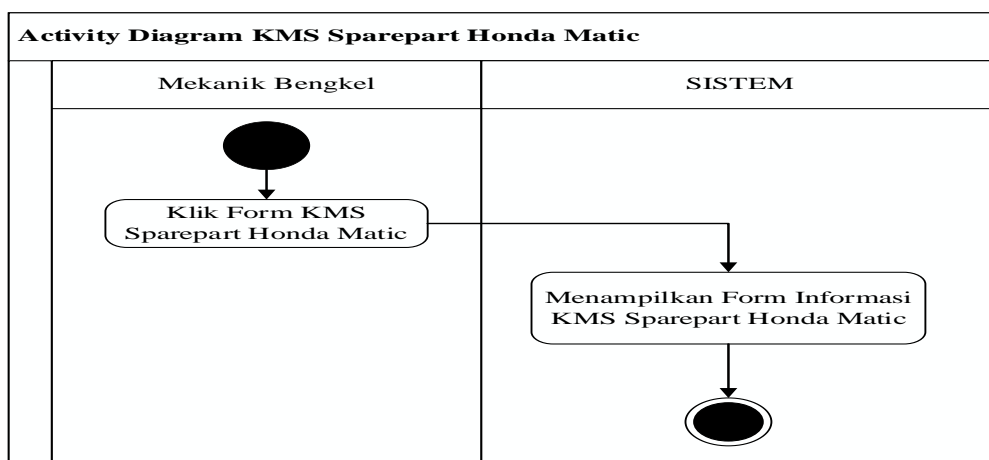 Activity Diagram KMS Sparepart Honda Matic
Mekanik Bengkel
SISTEM
Klik Form KMS
Sparepart Honda Matic
Menampilkan Form Informasi
KMS Sparepart Honda Matic